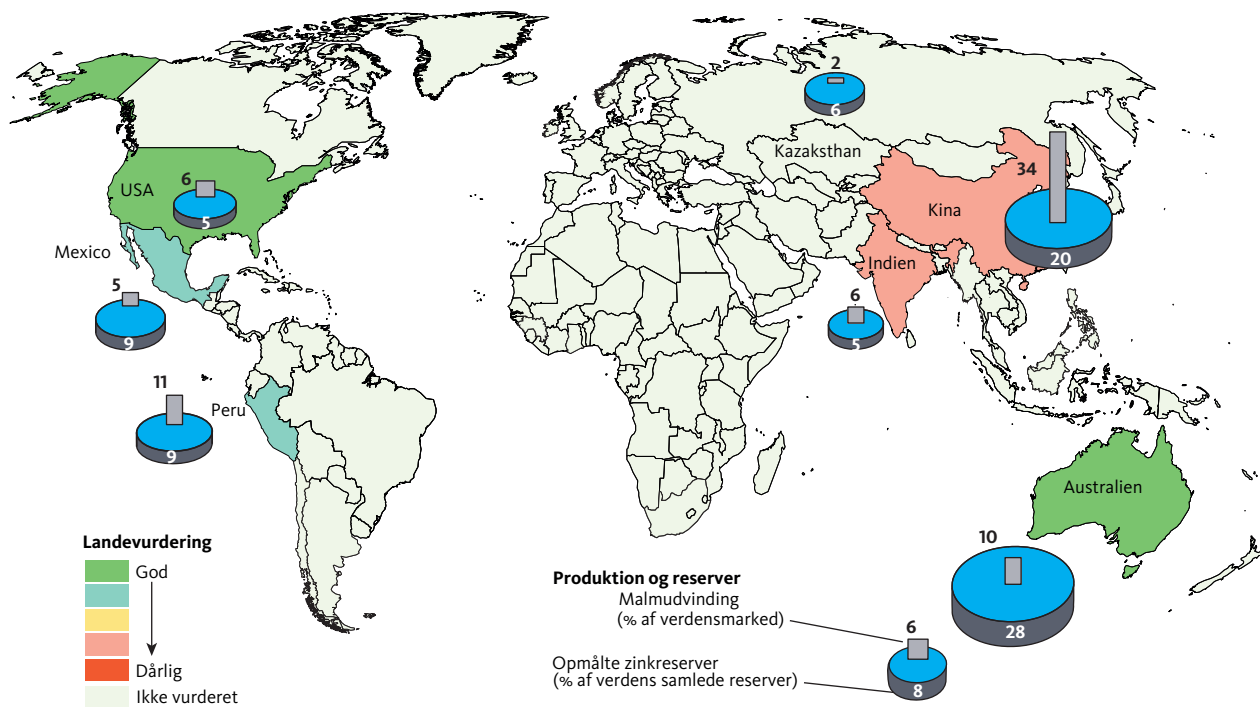 2
6
Kazaksthan
34
USA
6
5
Kina
20
Mexico
Indien
5
9
6
5
11
Peru
9
Australien
10
28
Landevurdering
God
Dårlig
Ikke vurderet
Produktion og reserver
Malmudvinding
(% af verdensmarked)
6
Opmålte zinkreserver
(% af verdens samlede reserver)
8